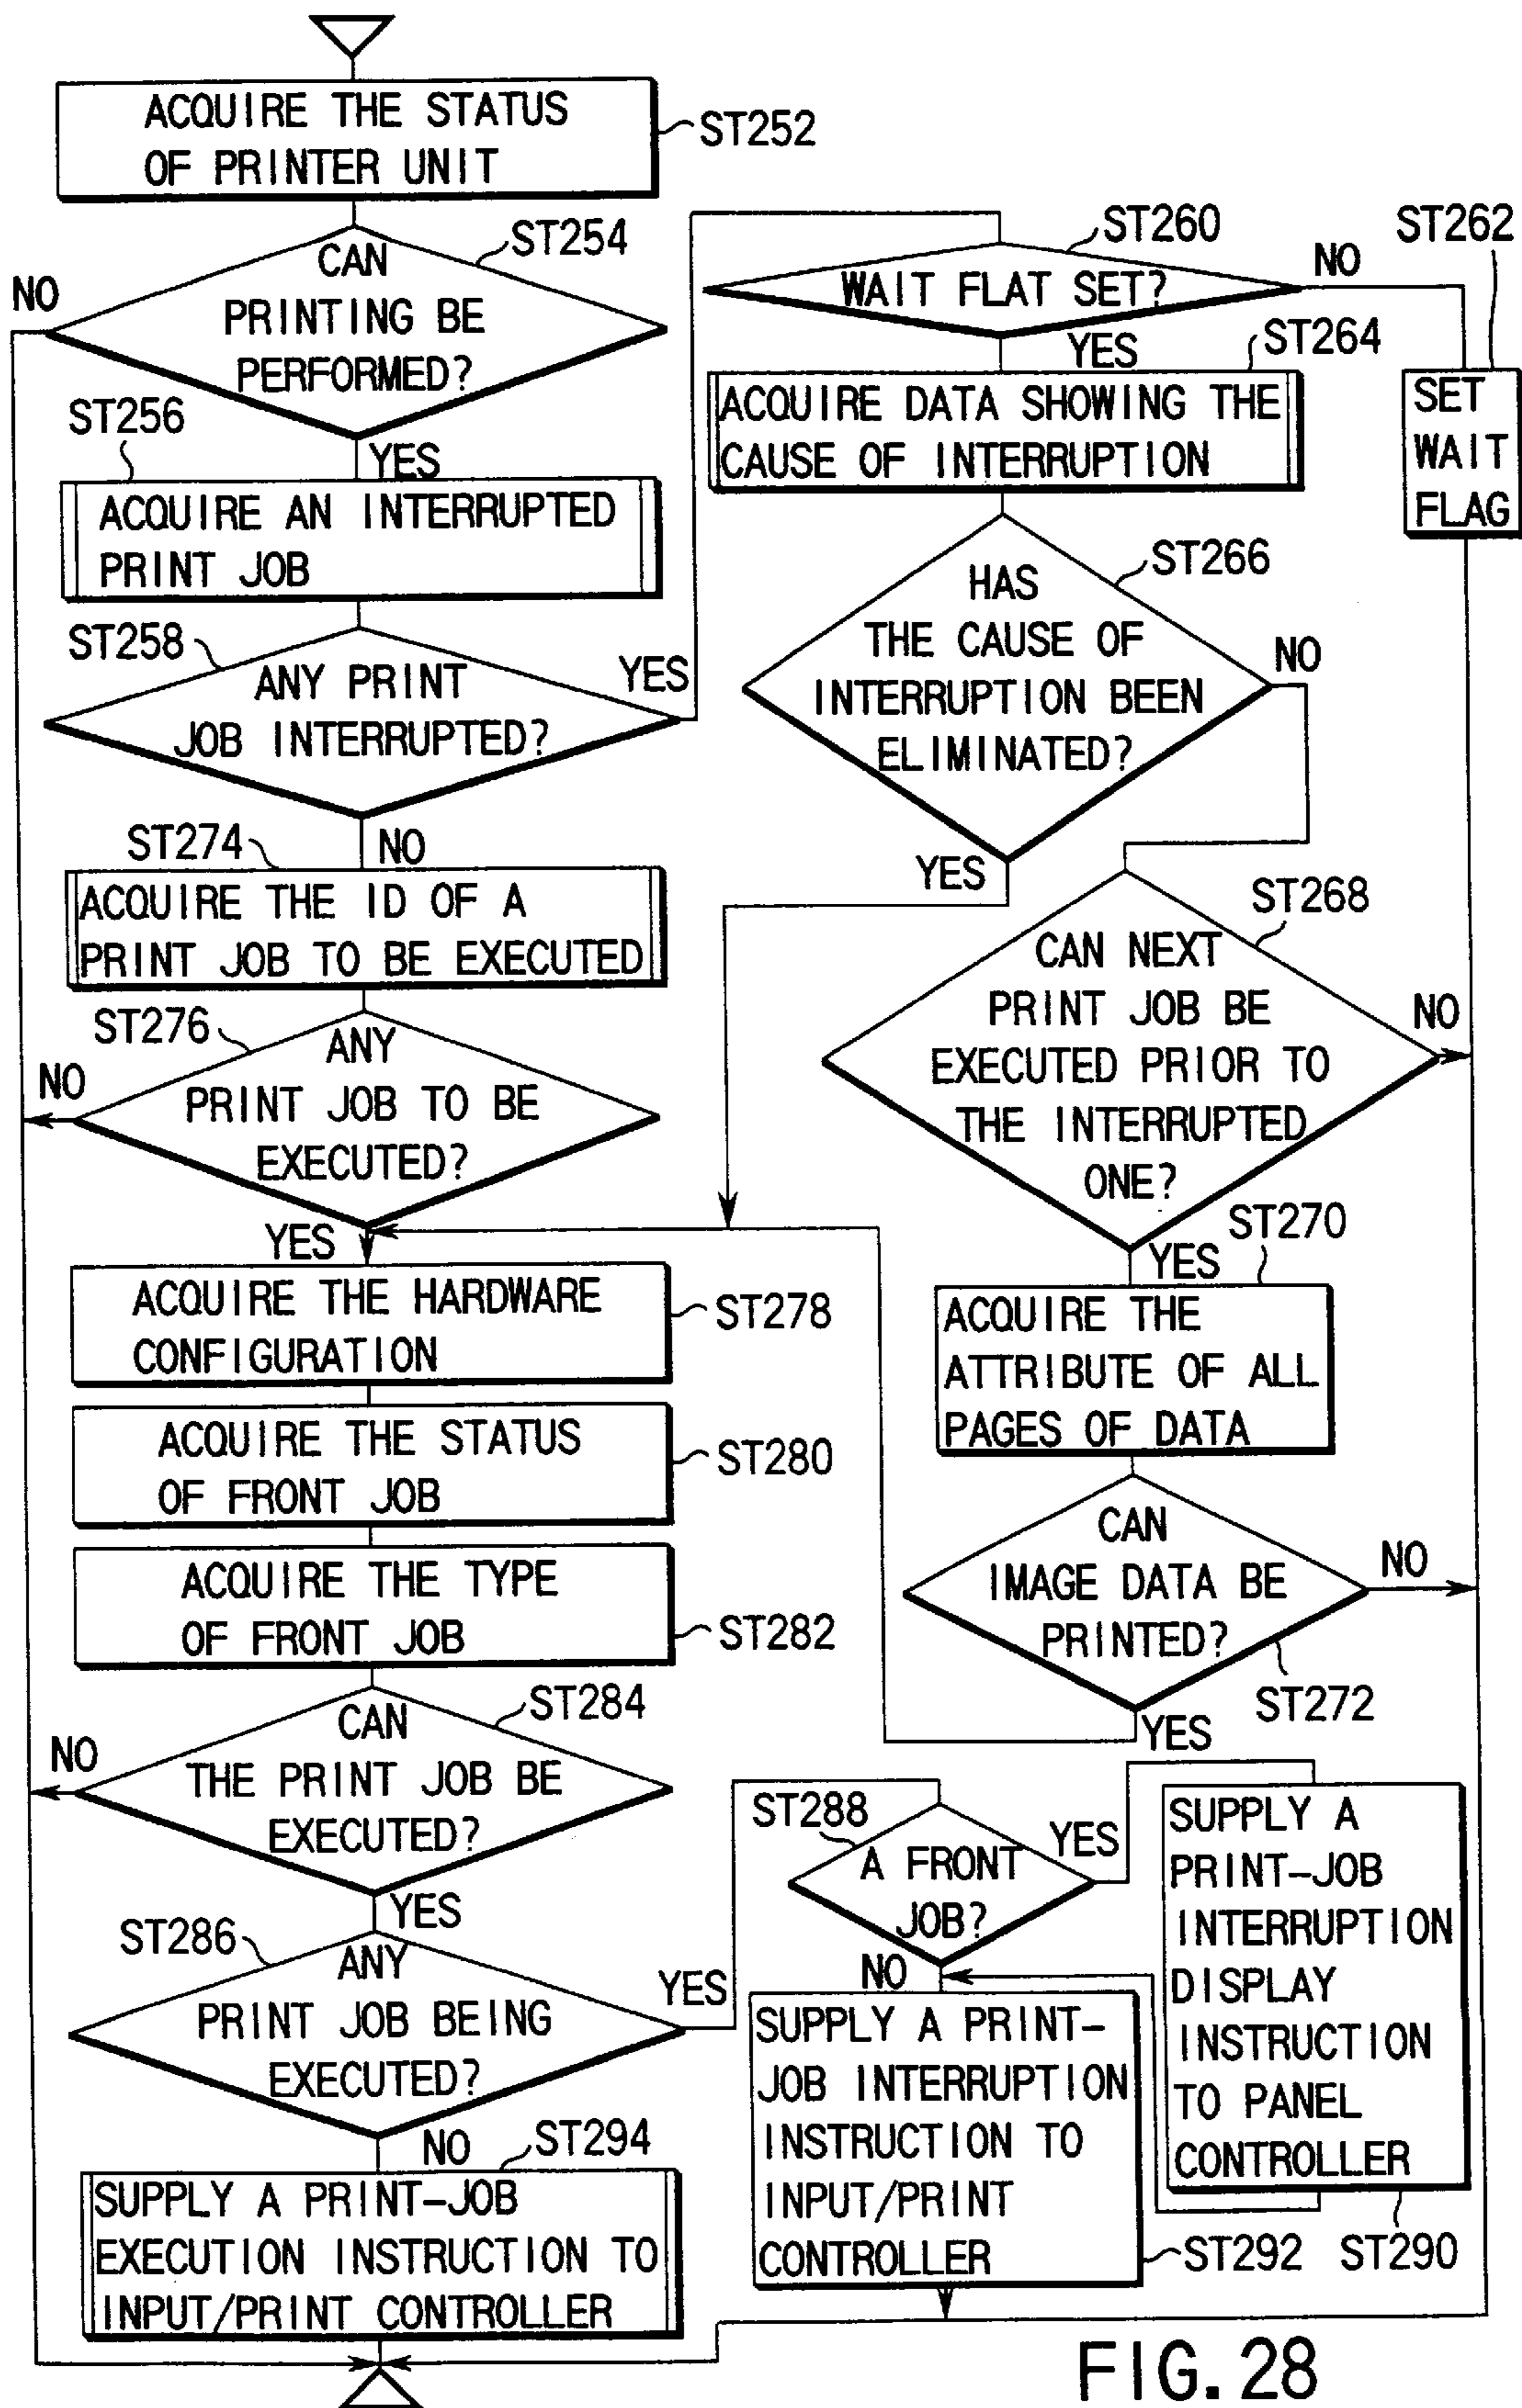 ACQUIRE THE STATUS
OF PRINTER UNIT
ST252
CAN
PRINTING BE
PERFORMED?
ST254
NO
YES
ST256
ACQUIRE AN INTERRUPTED
PRINT JOB
ST258
ANY PRINT
JOB INTERRUPTED?
YES
NO
ST260
WAIT FLAT SET?
NO
YES
ST262
SET
WAIT
FLAG
ST264
ACQUIRE DATA SHOWING THE
CAUSE OF INTERRUPTION
ST266
HAS
THE CAUSE OF
INTERRUPTION BEEN
ELIMINATED?
NO
YES
ST268
CAN NEXT
PRINT JOB BE
EXECUTED PRIOR TO
THE INTERRUPTED
ONE?
NO
YES
ST270
ACQUIRE THE
ATTRIBUTE OF ALL
PAGES OF DATA
CAN
IMAGE DATA BE
PRINTED?
NO
ST272
YES
ST274
ACQUIRE THE ID OF A
PRINT JOB TO BE EXECUTED
ST276
ANY
PRINT JOB TO BE
EXECUTED?
NO
YES
ACQUIRE THE HARDWARE
CONFIGURATION
ST278
ACQUIRE THE STATUS
OF FRONT JOB
ST280
ACQUIRE THE TYPE
OF FRONT JOB
ST282
ST284
CAN
THE PRINT JOB BE
EXECUTED?
NO
YES
ST286
ANY
PRINT JOB BEING
EXECUTED?
YES
NO
ST288
A FRONT
JOB?
YES
NO
SUPPLY A
PRINT-JOB
INTERRUPTION
DISPLAY
INSTRUCTION
TO PANEL
CONTROLLER
ST290
SUPPLY A PRINT-
JOB INTERRUPTION
INSTRUCTION TO
INPUT/PRINT
CONTROLLER
ST292
ST294
SUPPLY A PRINT-JOB
EXECUTION INSTRUCTION TO
INPUT/PRINT CONTROLLER
FIG. 28